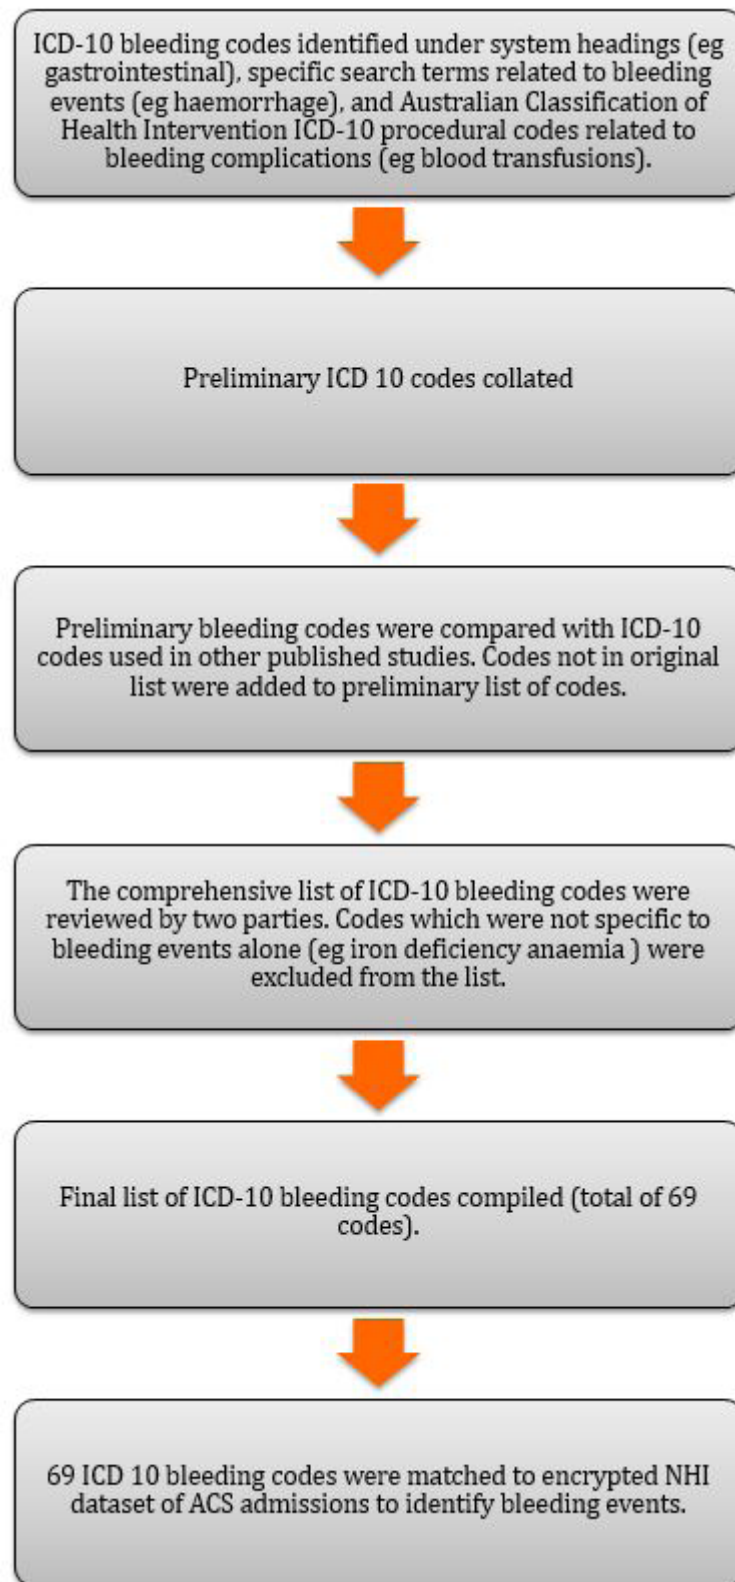 ICD-10 bleeding codes identified under system headings (eg
gastrointestinal), specific search terms related to bleeding
events (eg haemorrhage), and Australian Classification of
Health Intervention ICD-10 procedural codes related to
bleeding complications (eg blood transfusions).
Preliminary ICD 10 codes collated
Preliminary bleeding codes were compared with ICD-10
codes used in other published studies. Codes not in original
list were added to preliminary list of codes.
The comprehensive list of ICD-10 bleeding codes were
reviewed by two parties. Codes which were not specific to
bleeding events alone (eg iron deficiency anaemia ) were
excluded from the list.
Final list of ICD-10 bleeding codes compiled (total of 69
codes).
69 ICD 10 bleeding codes were matched to encrypted NHI
dataset of ACS admissions to identify bleeding events.